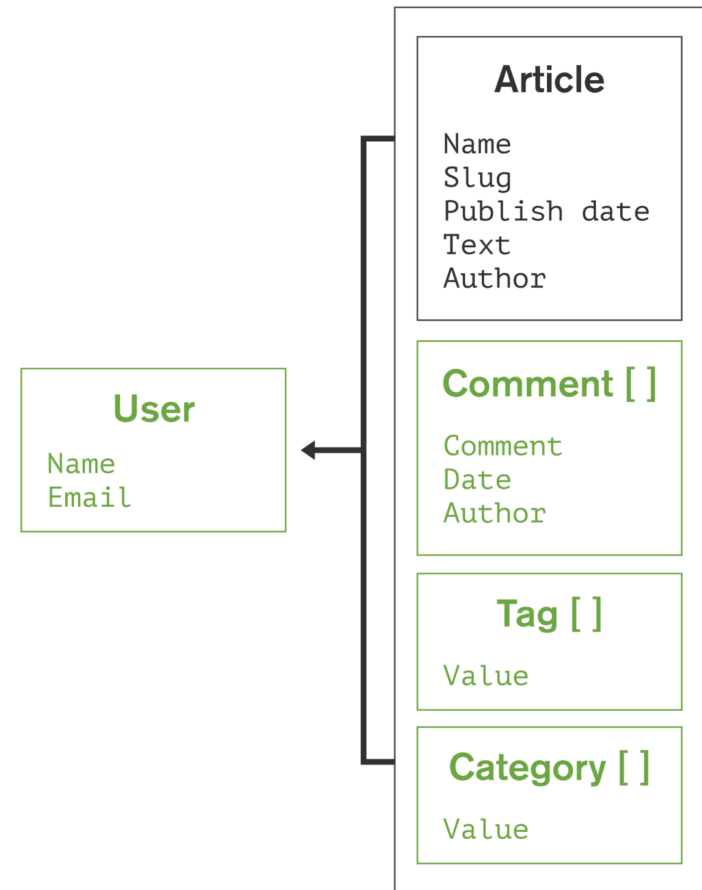 Article
Name
Slug
Publish date
Text
Author
User
Name
Email
Comment [ ]
Comment
Date
Author
Tag [ ]
Value
Category [ ]
Value